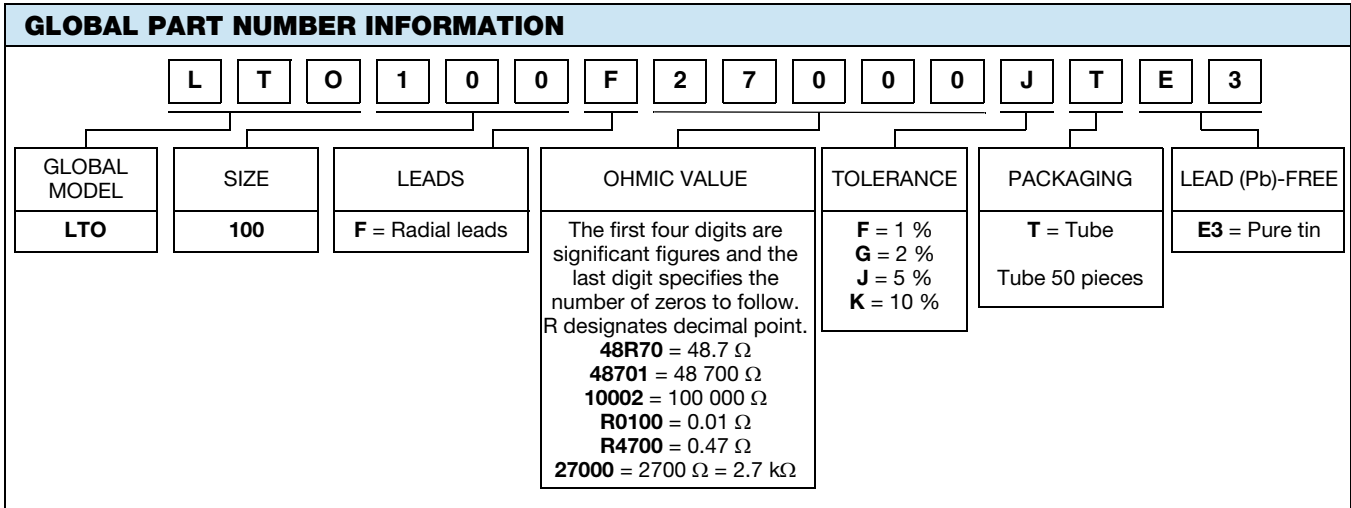 GLOBAL PART NUMBER INFORMATION
L T O 1 0 0 F 2 7 0 0 0 J T E 3
GLOBAL
MODEL
LTO
SIZE
100
LEADS
F = Radial leads
OHMIC VALUE
The first four digits are
significant figures and the
last digit specifies the
number of zeros to follow.
R designates decimal point.
48R70 = 48.7 Ω
48701 = 48 700 Ω
10002 = 100 000 Ω
R0100 = 0.01 Ω
R4700 = 0.47 Ω
27000 = 2700 Ω = 2.7 kΩ
TOLERANCE
F = 1 %
G = 2 %
J = 5 %
K = 10 %
PACKAGING
T = Tube
Tube 50 pieces
LEAD (Pb)-FREE
E3 = Pure tin